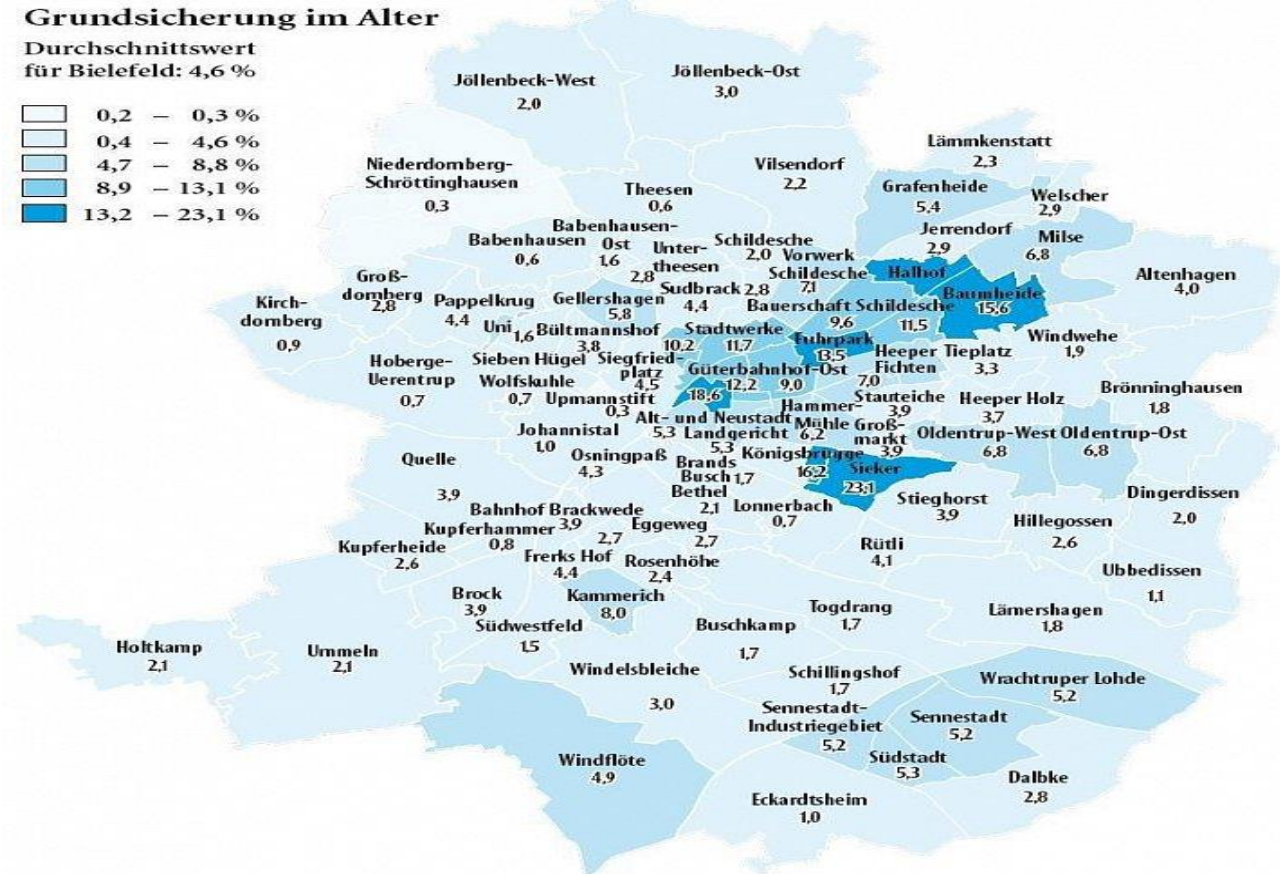 Grundsicherung im Alter
Durchschnittswert
für Bielefeld: 4,6 %
0,2 – 0,3 %
0,4 – 4,6 %
4,7 – 8,8 %
8,9 – 13,1 %
13,2 – 23,1 %
Jöllenbeck-West
2,0
Jöllenbeck-Ost
3,0
Lämmkenstatt
2,3
Niederdornberg-
Schröttinghausen
0,3
Theesen
0,6
Vilsendorf
2,2
Grafenheide
5,4
Welscher
2,9
Babenhausen
0,6
Babenhausen-
Ost
1,6
Unter-
theesen
2,8
Schildesche
2,0
Vorwerk
Schildesche
7,1
Jerrendorf
2,9
Milse
6,8
Altenhagen
4,0
Halhof
Baumheide
15,6
Groß-
dornberg
2,8
Kirch-
dornberg
0,9
Pappelkrug
4,4
Gellershagen
5,8
Sudbrack
4,4
2,8
Bauerschaft Schildesche
9,6
11,5
Uni
1,6
Bültmannshof
3,8
10,2
Stadtwerke
11,7
Fuhrpark
13,5
Windwehe
1,9
Hoberge-
Uerentrup
0,7
Sieben Hügel
Wolfskuhle
0,7
Siegfried-
platz
4,5
Güterbahnhof-Ost
12,2
9,0
Heeper
Fichten
7,0
Tieplatz
3,3
Upmannstift
0,3
18,6
Hammer-
Mühle
6,2
Stauteiche
3,9
Heeper Holz
3,7
Brönninghausen
1,8
Johannistal
1,0
Alt- und Neustadt
5,3
Landgericht
5,3
Groß-
markt
3,9
Oldentrup-West
6,8
Oldentrup-Ost
6,8
Quelle
3,9
Osningpaß
4,3
Brands
Busch
1,7
Königsbrügge
16,2
Sieker
23,1
Bethel
2,1
Lonnerbach
0,7
Stieghorst
3,9
Dingerdissen
2,0
Bahnhof Brackwede
3,9
2,7
Kupferhammer
0,8
Eggeweg
2,7
Hillegossen
2,6
Kupferheide
2,6
Frerks Hof
4,4
Rosenhöhe
2,4
Rütli
4,1
Ubbedissen
1,1
Brock
3,9
Kammerich
8,0
Togdrang
1,7
Lämershagen
1,8
Südwestfeld
1,5
Buschkamp
1,7
Holtkamp
2,1
Ummeln
2,1
Windelsbleiche
3,0
Schillingshof
1,7
Wrachtruper Lohde
5,2
Sennestadt-
Industriegebiet
5,2
Sennestadt
5,2
Windflöte
4,9
Südstadt
5,3
Dalbke
2,8
Eckardtsheim
1,0